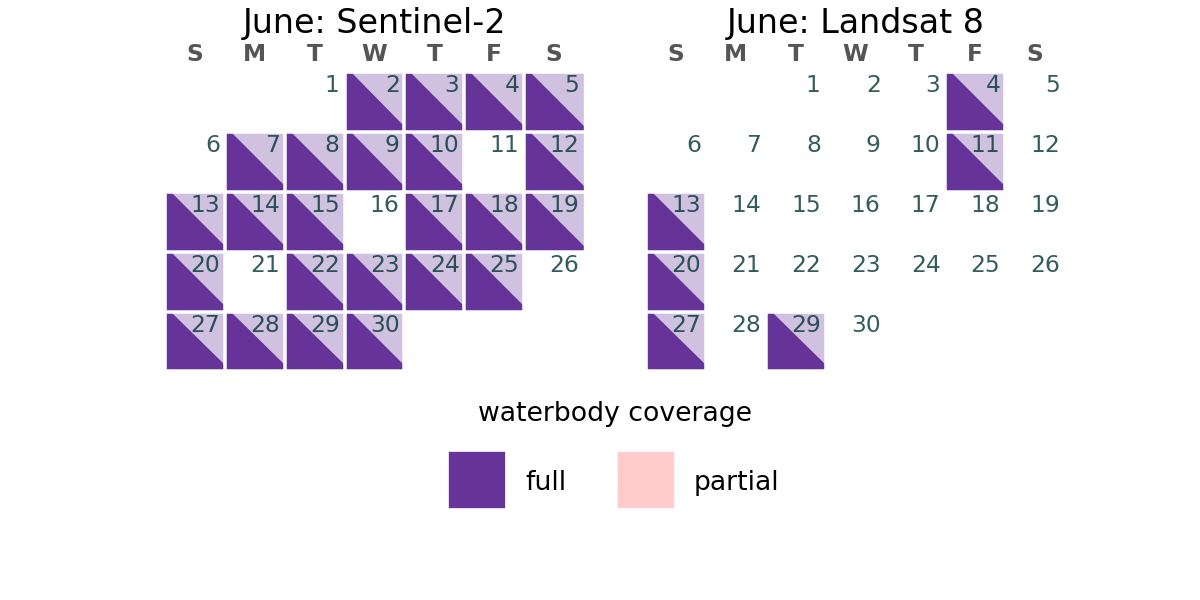 June: Sentinel-2
S M T W T F S
1 2 3 4 5
6 7 8 9 10 11 12
13 14 15 16 17 18 19
20 21 22 23 24 25 26
27 28 29 30
June: Landsat 8
S M T W T F S
1 2 3 4 5
6 7 8 9 10 11 12
13 14 15 16 17 18 19
20 21 22 23 24 25 26
27 28 29 30
waterbody coverage
full
partial